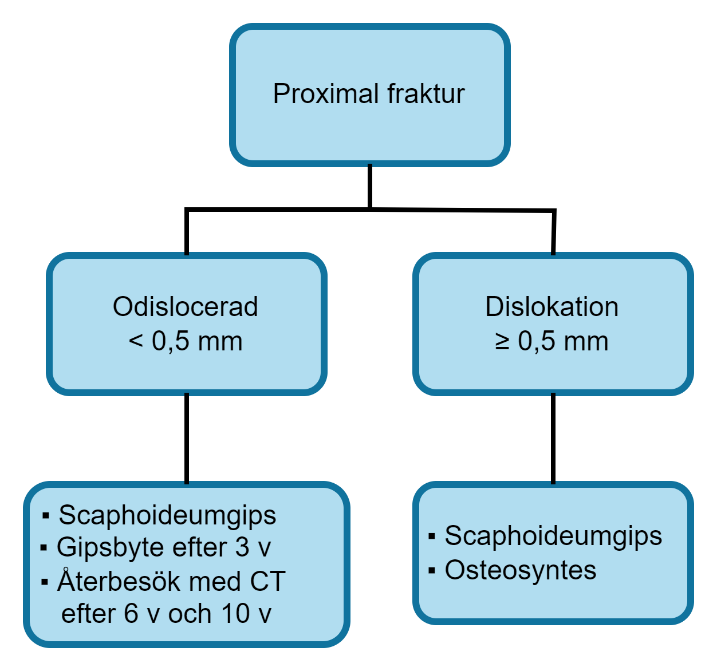 Proximal fraktur
Odislocerad
< 0,5 mm
Dislokation
≥ 0,5 mm
▪ Scaphoideumgips
▪ Gipsbyte efter 3 v
▪ Återbesök med CT
efter 6 v och 10 v
▪ Scaphoideumgips
▪ Osteosyntes